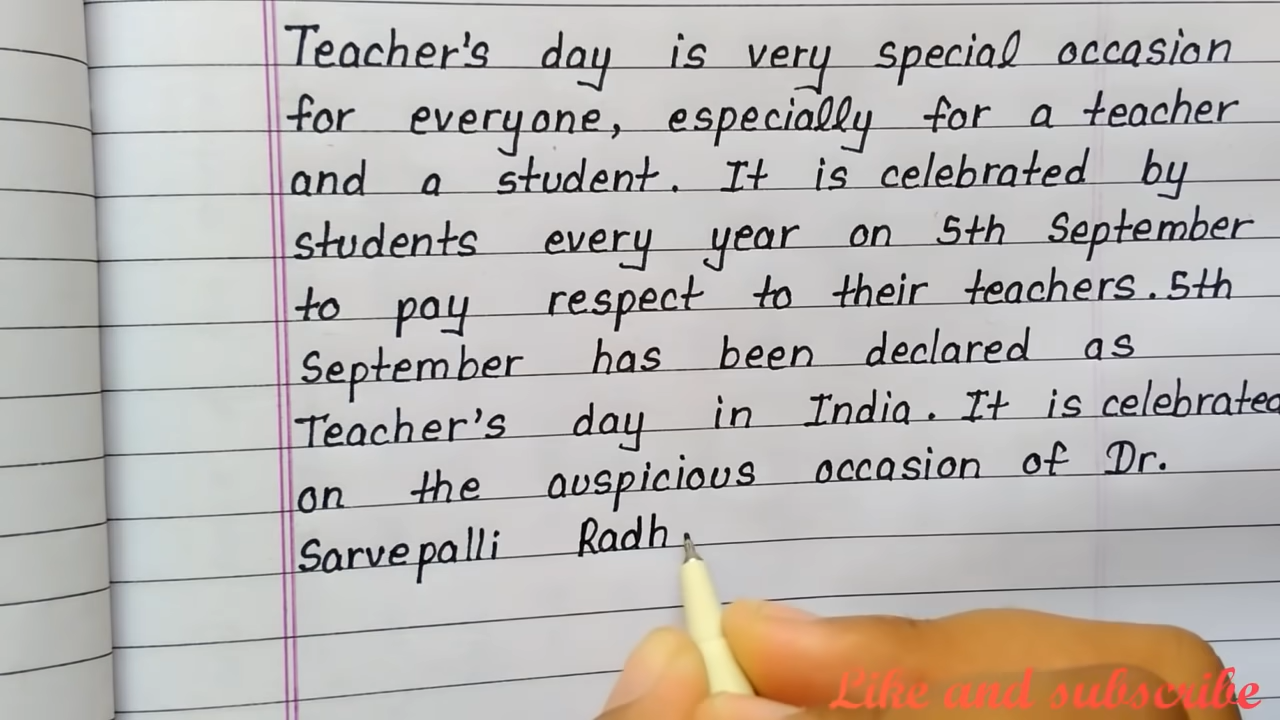 Teacher's day is very special occasion
for everyone, especially for a teacher
and a student. It is celebrated by
students every year on 5th September
to pay respect to their teachers. 5th
September has been declared as
Teacher's day in India. It is celebrated
on the auspicious occasion of Dr.
Sarvepalli Radh
Like and subscribe